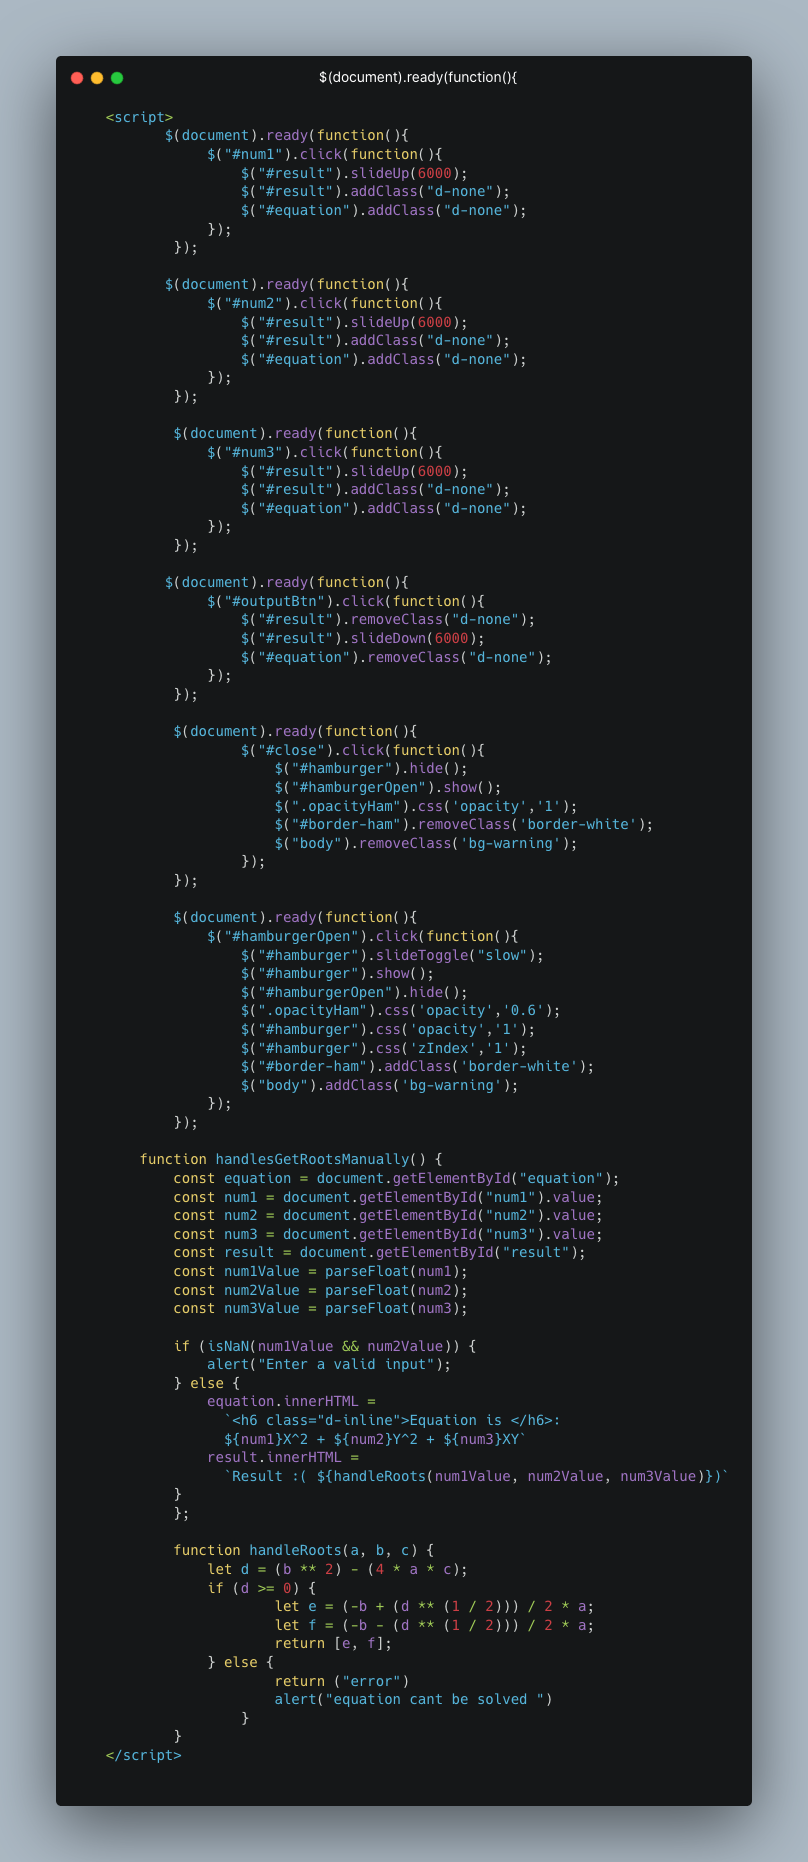 $(document).ready(function(){
<script>
$(document).ready(function(){
$("#num1").click(function(){
$("#result").slideUp(6000);
$("#result").addClass("d-none");
$("#equation").addClass("d-none");
});
});
$(document).ready(function(){
$("#num2").click(function(){
$("#result").slideUp(6000);
$("#result").addClass("d-none");
$("#equation").addClass("d-none");
});
});
$(document).ready(function(){
$("#num3").click(function(){
$("#result").slideUp(6000);
$("#result").addClass("d-none");
$("#equation").addClass("d-none");
});
});
$(document).ready(function(){
$("#outputBtn").click(function(){
$("#result").removeClass("d-none");
$("#result").slideDown(6000);
$("#equation").removeClass("d-none");
});
});
$(document).ready(function(){
$("#close").click(function(){
$("#hamburger").hide();
$("#hamburgerOpen").show();
$(".opacityHam").css('opacity','1');
$("#border-ham").removeClass('border-white');
$("body").removeClass('bg-warning');
});
});
$(document).ready(function(){
$("#hamburgerOpen").click(function(){
$("#hamburger").slideToggle("slow");
$("#hamburger").show();
$("#hamburgerOpen").hide();
$(".opacityHam").css('opacity','0.6');
$("#hamburger").css('opacity','1');
$("#hamburger").css('zIndex','1');
$("#border-ham").addClass('border-white');
$("body").addClass('bg-warning');
});
});
function handlesGetRootsManually() {
const equation = document.getElementById("equation");
const num1 = document.getElementById("num1").value;
const num2 = document.getElementById("num2").value;
const num3 = document.getElementById("num3").value;
const result = document.getElementById("result");
const num1Value = parseFloat(num1);
const num2Value = parseFloat(num2);
const num3Value = parseFloat(num3);
if (isNaN(num1Value && num2Value)) {
alert("Enter a valid input");
} else {
equation.innerHTML =
`<h6 class="d-inline">Equation is </h6>:
${num1}X^2 + ${num2}Y^2 + ${num3}XY`
result.innerHTML =
`Result :( ${handleRoots(num1Value, num2Value, num3Value)})`
}
};
function handleRoots(a, b, c) {
let d = (b ** 2) - (4 * a * c);
if (d >= 0) {
let e = (-b + (d ** (1 / 2))) / 2 * a;
let f = (-b - (d ** (1 / 2))) / 2 * a;
return [e, f];
} else {
return ("error")
alert("equation cant be solved ")
}
}
</script>